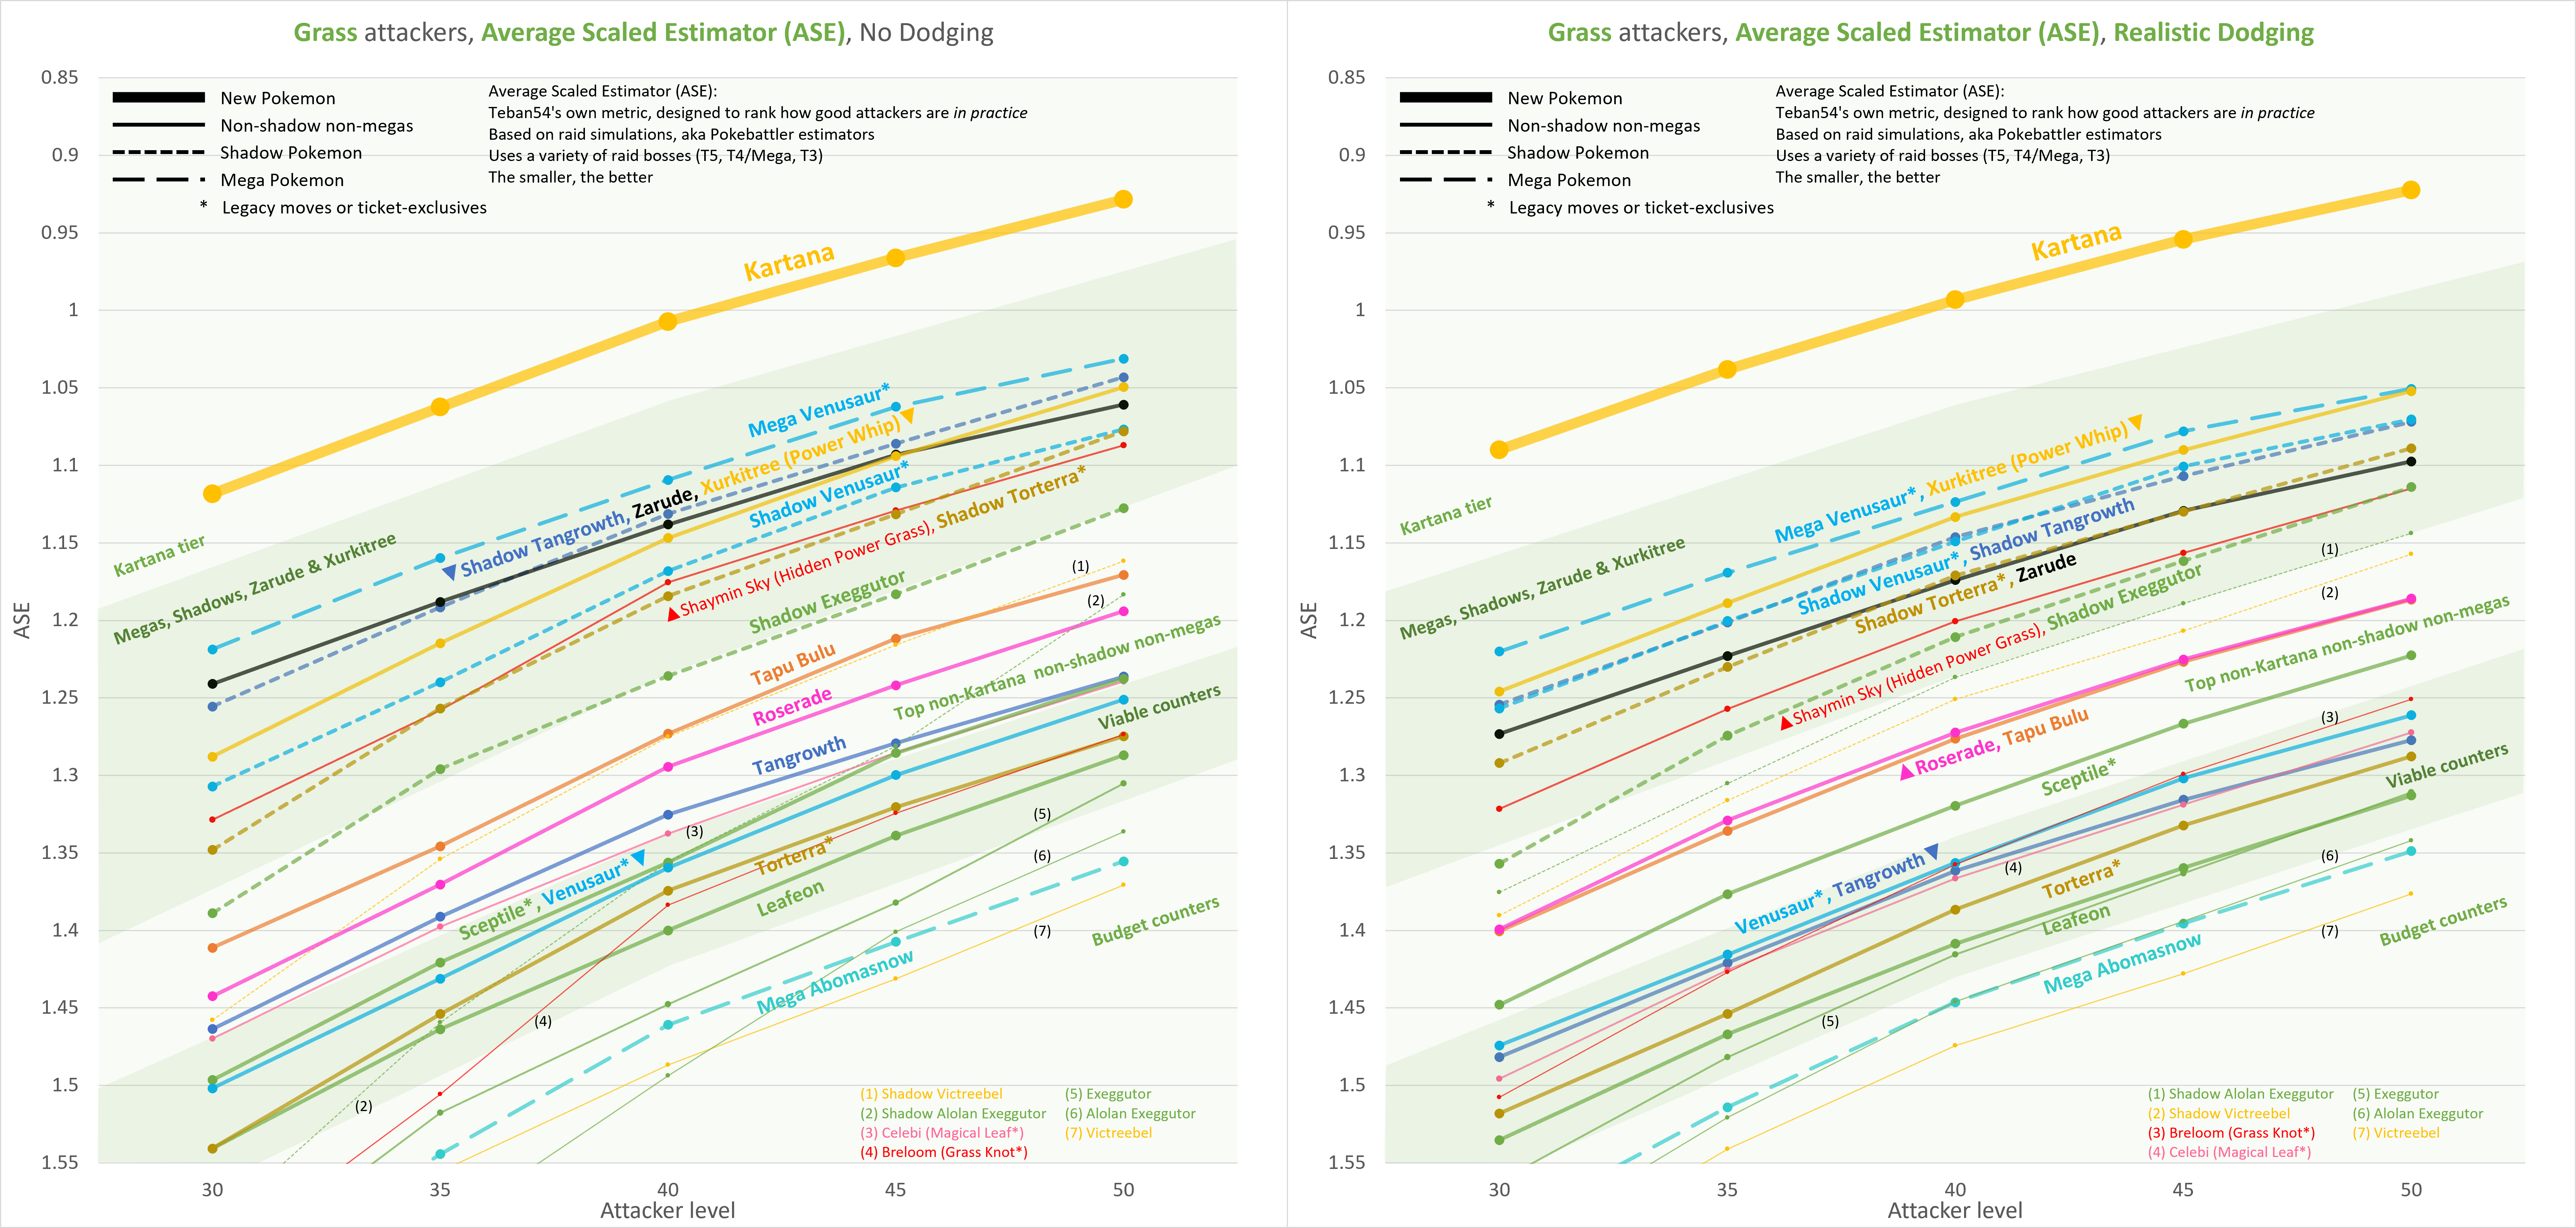 Grass attackers, Average Scaled Estimator (ASE), No Dodging
0.85
0.9
0.95
1
1.05
1.1
1.15
1.2
1.25
1.3
1.35
1.4
1.45
1.5
1.55
ASE
New Pokemon
Non-shadow non-megas
Shadow Pokemon
Mega Pokemon
* Legacy moves or ticket-exclusives
Average Scaled Estimator (ASE):
Teban54's own metric, designed to rank how good attackers are in practice
Based on raid simulations, aka Pokebattler estimators
Uses a variety of raid bosses (T5, T4/Mega, T3)
The smaller, the better
Kartana
Kartana tier
Megas, Shadows, Zarude & Xurkitree
Mega Venusaur*
Shadow Tangrowth, Zarude, Xurkitree (Power Whip)
Shadow Venusaur*
Shaymin Sky (Hidden Power Grass), Shadow Torterra*
Shadow Exeggutor
(1)
(2)
Tapu Bulu
Roserade
Top non-Kartana non-shadow non-megas
Tangrowth
Viable counters
(3)
Sceptile*, Venusaur*
Torterra*
Leafeon
(5)
(6)
(7)
Budget counters
Mega Abomasnow
(4)
(2)
(1) Shadow Victreebel
(2) Shadow Alolan Exeggutor
(3) Celebi (Magical Leaf*)
(4) Breloom (Grass Knot*)
(5) Exeggutor
(6) Alolan Exeggutor
(7) Victreebel
30 35 40 45 50
Attacker level
Grass attackers, Average Scaled Estimator (ASE), Realistic Dodging
0.85
0.9
0.95
1
1.05
1.1
1.15
1.2
1.25
1.3
1.35
1.4
1.45
1.5
1.55
ASE
New Pokemon
Non-shadow non-megas
Shadow Pokemon
Mega Pokemon
* Legacy moves or ticket-exclusives
Average Scaled Estimator (ASE):
Teban54's own metric, designed to rank how good attackers are in practice
Based on raid simulations, aka Pokebattler estimators
Uses a variety of raid bosses (T5, T4/Mega, T3)
The smaller, the better
Kartana
Kartana tier
Megas, Shadows, Zarude & Xurkitree
Mega Venusaur*, Xurkitree (Power Whip)
Shadow Venusaur*, Shadow Tangrowth
Shadow Torterra*, Zarude
Shaymin Sky (Hidden Power Grass), Shadow Exeggutor
(1)
(2)
Top non-Kartana non-shadow non-megas
Roserade, Tapu Bulu
Sceptile*
(3)
Viable counters
Venusaur*, Tangrowth
(4)
Torterra*
Leafeon
(6)
(7)
Budget counters
Mega Abomasnow
(5)
(1) Shadow Alolan Exeggutor
(2) Shadow Victreebel
(3) Breloom (Grass Knot*)
(4) Celebi (Magical Leaf*)
(5) Exeggutor
(6) Alolan Exeggutor
(7) Victreebel
30 35 40 45 50
Attacker level